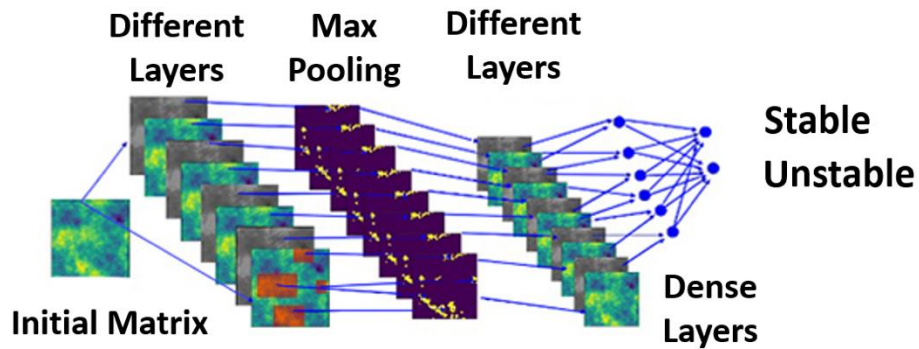 Different
Layers
Max
Pooling
Different
Layers
Stable
Unstable
Initial Matrix
Dense
Layers